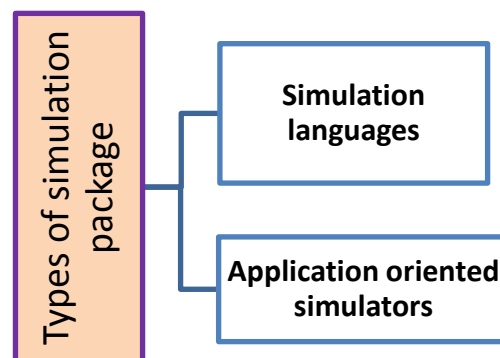 Types of simulation
package
Simulation
languages
Application oriented
simulators